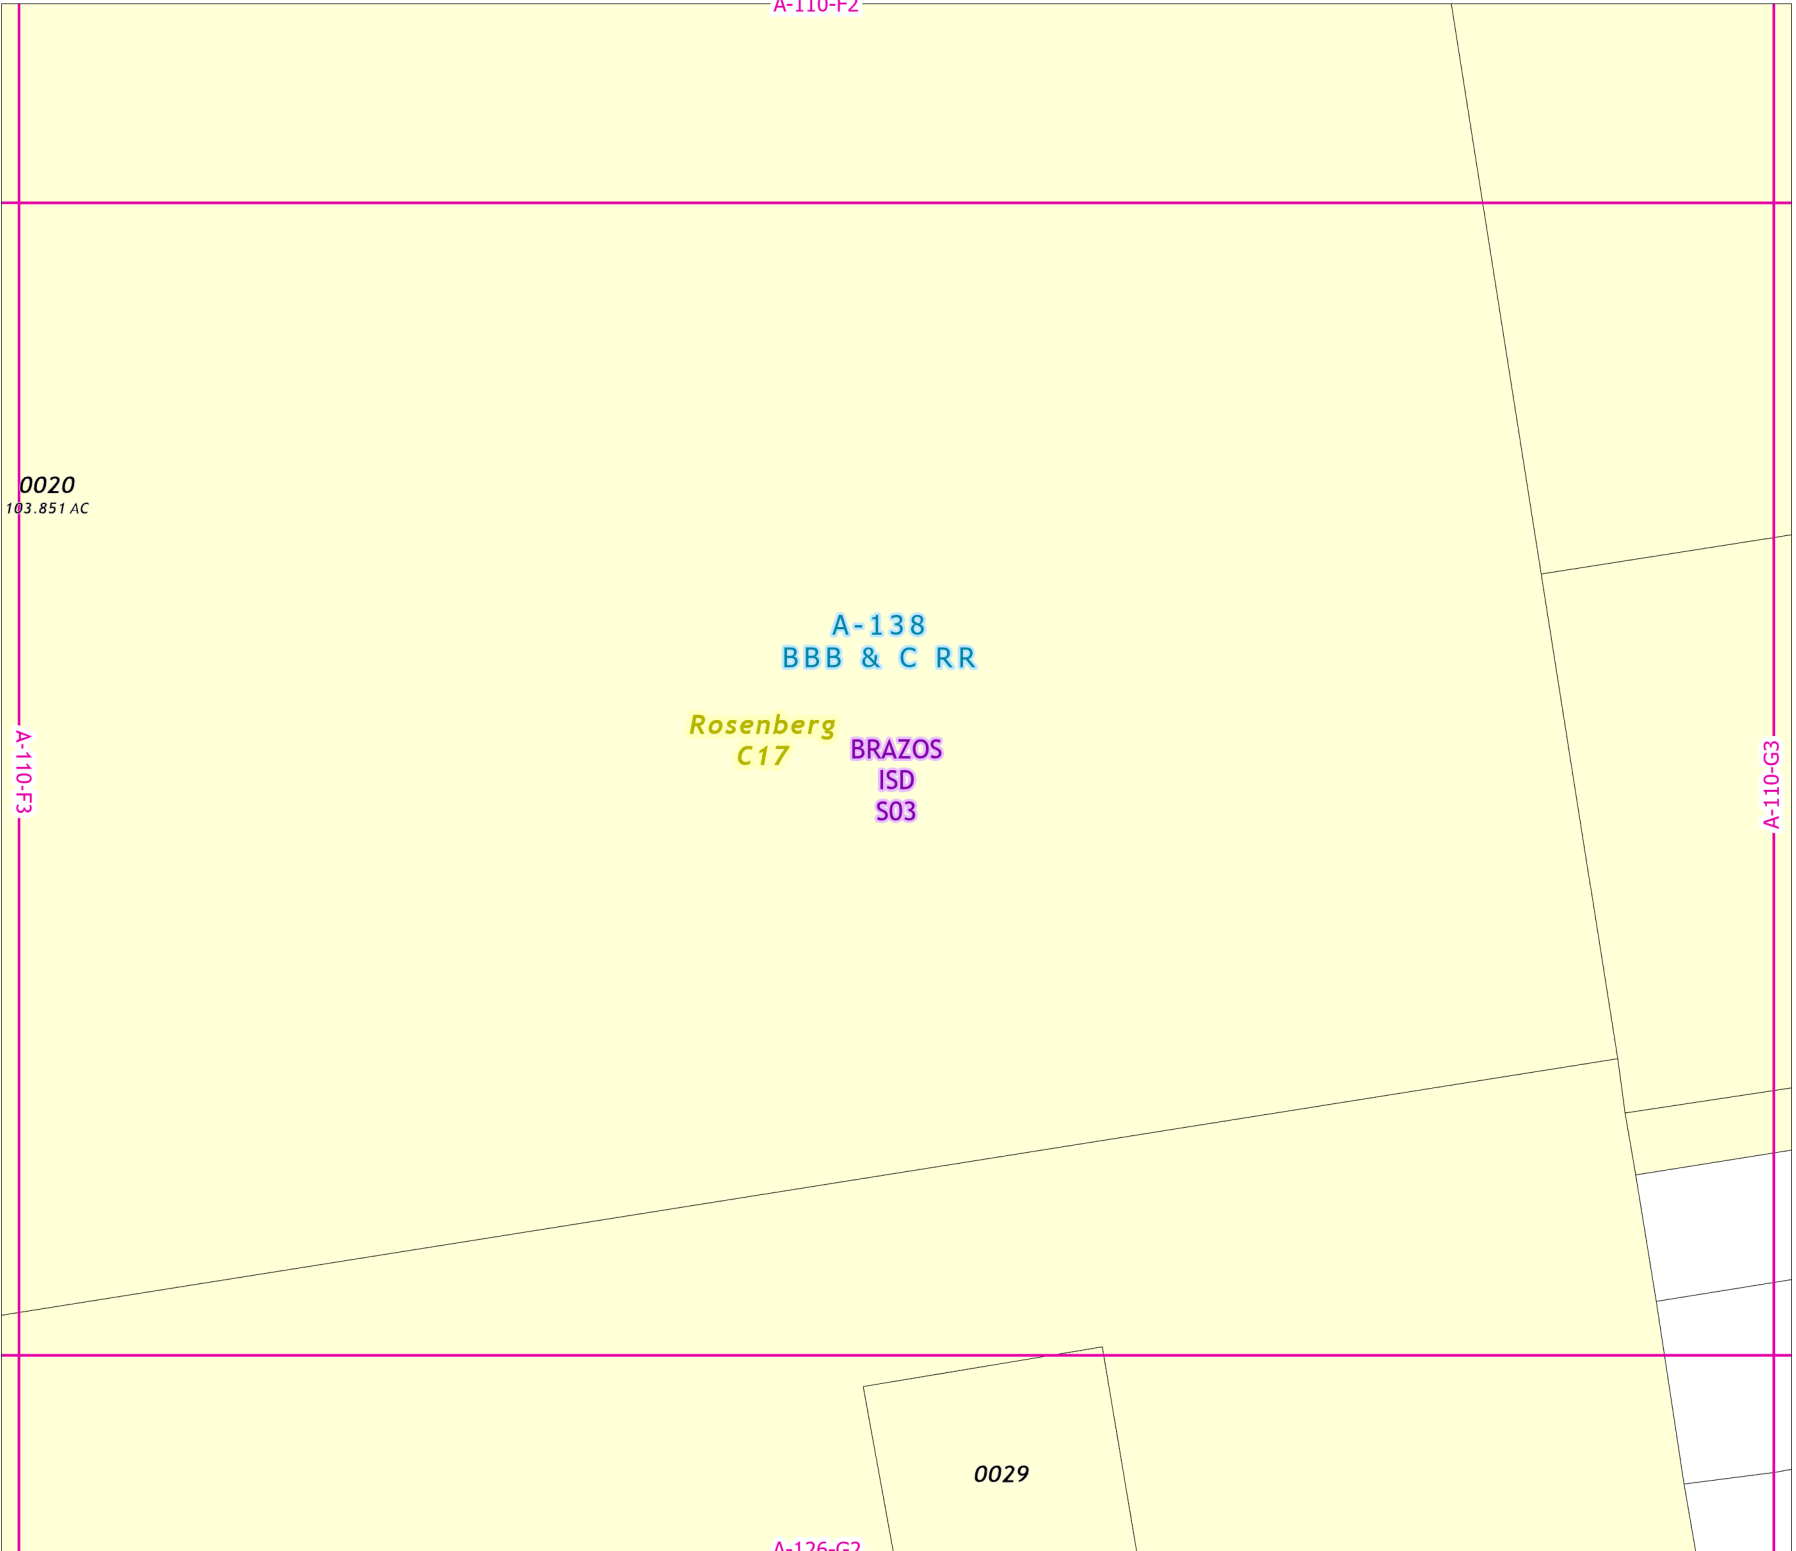 A-110-F2
0020
103.851 AC
A-138
BBB & C RR
Rosenberg
C17
BRAZOS
ISD
S03
A-110-F3
A-110-G3
0029
A-126-G2